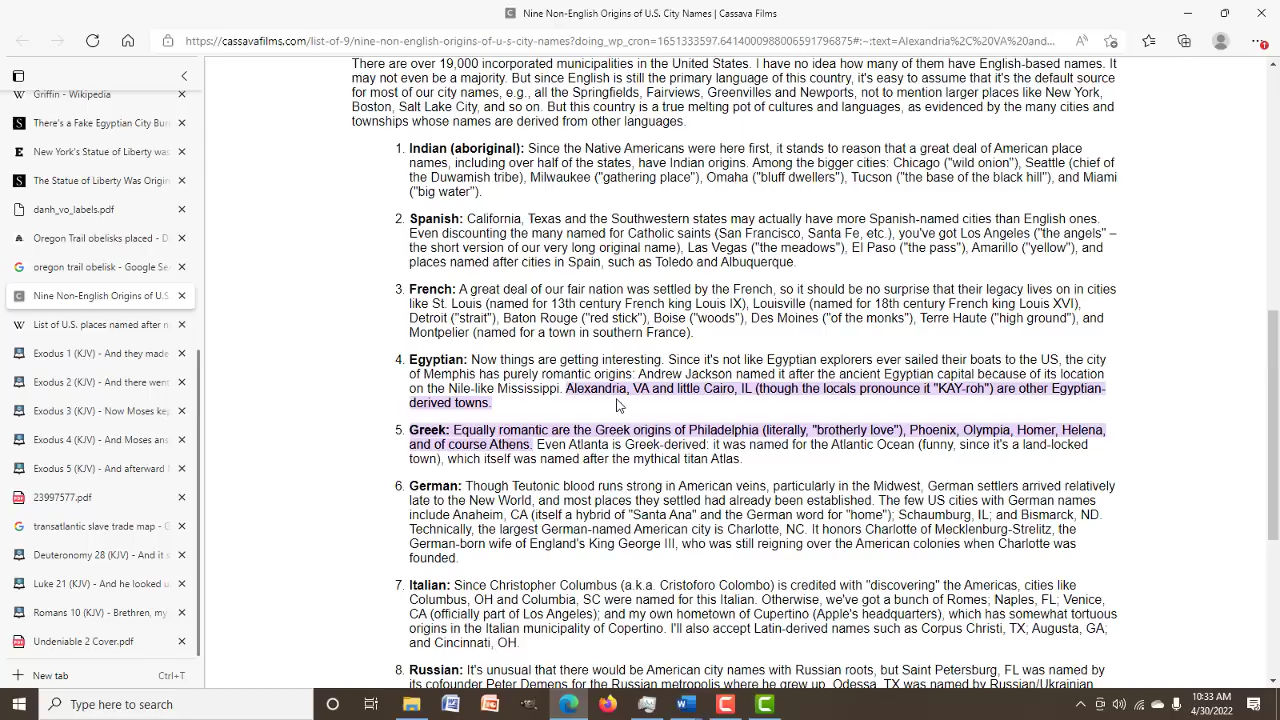 Nine Non-English Origins of U.S. City Names | Cassava Films
https://cassavafilms.com/list-of-9/nine-non-english-origins-of-u-s-city-names?doing_wp_cron=1651333597.6414000988006591796875#:~:text=Alexandria%2C%20VA%20and...
Griffin - Wikipedia
There's a Fake Egyptian City Bur
New York's Statue of Liberty was
The Statue of Liberty Was Origin
danh_vo_labels.pdf
Oregon Trail obelisks placed - D
oregon trail obelisk - Google Se
Nine Non-English Origins of U.S.
List of U.S. places named after n
Exodus 1 (KJV) - And they made
Exodus 2 (KJV) - And there went
Exodus 3 (KJV) - Now Moses kep
Exodus 4 (KJV) - And Moses ans
Exodus 5 (KJV) - And afterward
23997577.pdf
transatlantic slave trade map - G
Deuteronomy 28 (KJV) - And it s
Luke 21 (KJV) - And he looked u
Romans 10 (KJV) - Brethren, my
Undeniable 2 Cover.pdf
New tab Ctrl+T
There are over 19,000 incorporated municipalities in the United States. I have no idea how many of them have English-based names. It
may not even be a majority. But since English is still the primary language of this country, it's easy to assume that it's the default source
for most of our city names, e.g., all the Springfields, Fairviews, Greenvilles and Newports, not to mention larger places like New York,
Boston, Salt Lake City, and so on. But this country is a true melting pot of cultures and languages, as evidenced by the many cities and
townships whose names are derived from other languages.
1. Indian (aboriginal): Since the Native Americans were here first, it stands to reason that a great deal of American place
names, including over half of the states, have Indian origins. Among the bigger cities: Chicago ("wild onion"), Seattle (chief of
the Duwamish tribe), Milwaukee ("gathering place"), Omaha ("bluff dwellers"), Tucson ("the base of the black hill"), and Miami
("big water").
2. Spanish: California, Texas and the Southwestern states may actually have more Spanish-named cities than English ones.
Even discounting the many named for Catholic saints (San Francisco, Santa Fe, etc.), you've got Los Angeles ("the angels" –
the short version of our very long original name), Las Vegas ("the meadows"), El Paso ("the pass"), Amarillo ("yellow"), and
places named after cities in Spain, such as Toledo and Albuquerque.
3. French: A great deal of our fair nation was settled by the French, so it should be no surprise that their legacy lives on in cities
like St. Louis (named for 13th century French king Louis IX), Louisville (named for 18th century French king Louis XVI),
Detroit ("strait"), Baton Rouge ("red stick"), Boise ("woods"), Des Moines ("of the monks"), Terre Haute ("high ground"), and
Montpelier (named for a town in southern France).
4. Egyptian: Now things are getting interesting. Since it's not like Egyptian explorers ever sailed their boats to the US, the city
of Memphis has purely romantic origins: Andrew Jackson named it after the ancient Egyptian capital because of its location
on the Nile-like Mississippi. Alexandria, VA and little Cairo, IL (though the locals pronounce it "KAY-roh") are other Egyptian-
derived towns.
5. Greek: Equally romantic are the Greek origins of Philadelphia (literally, "brotherly love"), Phoenix, Olympia, Homer, Helena,
and of course Athens. Even Atlanta is Greek-derived: it was named for the Atlantic Ocean (funny, since it's a land-locked
town), which itself was named after the mythical titan Atlas.
6. German: Though Teutonic blood runs strong in American veins, particularly in the Midwest, German settlers arrived relatively
late to the New World, and most places they settled had already been established. The few US cities with German names
include Anaheim, CA (itself a hybrid of "Santa Ana" and the German word for "home"); Schaumburg, IL; and Bismarck, ND.
Technically, the largest German-named American city is Charlotte, NC. It honors Charlotte of Mecklenburg-Strelitz, the
German-born wife of England's King George III, who was still reigning over the American colonies when Charlotte was
founded.
7. Italian: Since Christopher Columbus (a.k.a. Cristoforo Colombo) is credited with "discovering" the Americas, cities like
Columbus, OH and Columbia, SC were named for this Italian. Otherwise, we've got a bunch of Romes; Naples, FL; Venice,
CA (officially part of Los Angeles); and my own hometown of Cupertino (Apple's headquarters), which has somewhat tortuous
origins in the Italian municipality of Copertino. I'll also accept Latin-derived names such as Corpus Christi, TX; Augusta, GA;
and Cincinnati, OH.
8. Russian: It's unusual that there would be American city names with Russian roots, but Saint Petersburg, FL was named by
its cofounder Peter Demens for the Russian metropolis where he grew up. Odessa, TX was named by Russian/Ukrainian
Type here to search
10:33 AM
4/30/2022